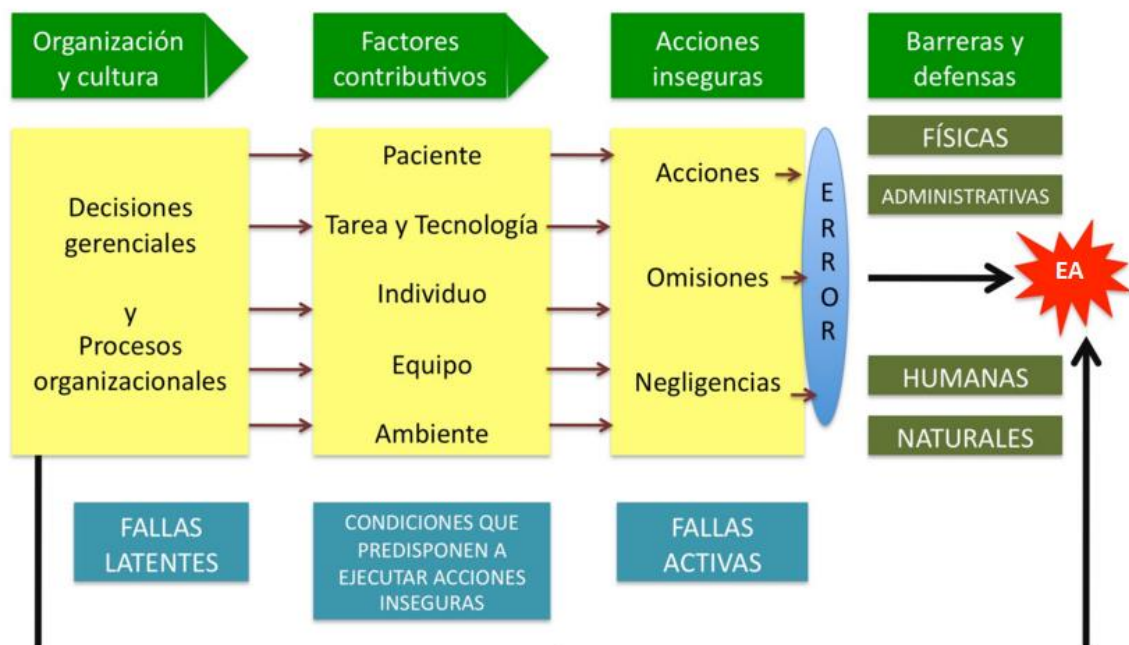 Organización
y cultura
Factores
contributivos
Acciones
inseguras
Barreras y
defensas
Decisiones
gerenciales
y
Procesos
organizacionales
Paciente
Tarea y Tecnología
Individuo
Equipo
Ambiente
Acciones
Omisiones
Negligencias
E
R
R
O
R
FÍSICAS
ADMINISTRATIVAS
EA
HUMANAS
NATURALES
FALLAS
LATENTES
CONDICIONES QUE
PREDISPONEN A
EJECUTAR ACCIONES
INSEGURAS
FALLAS
ACTIVAS